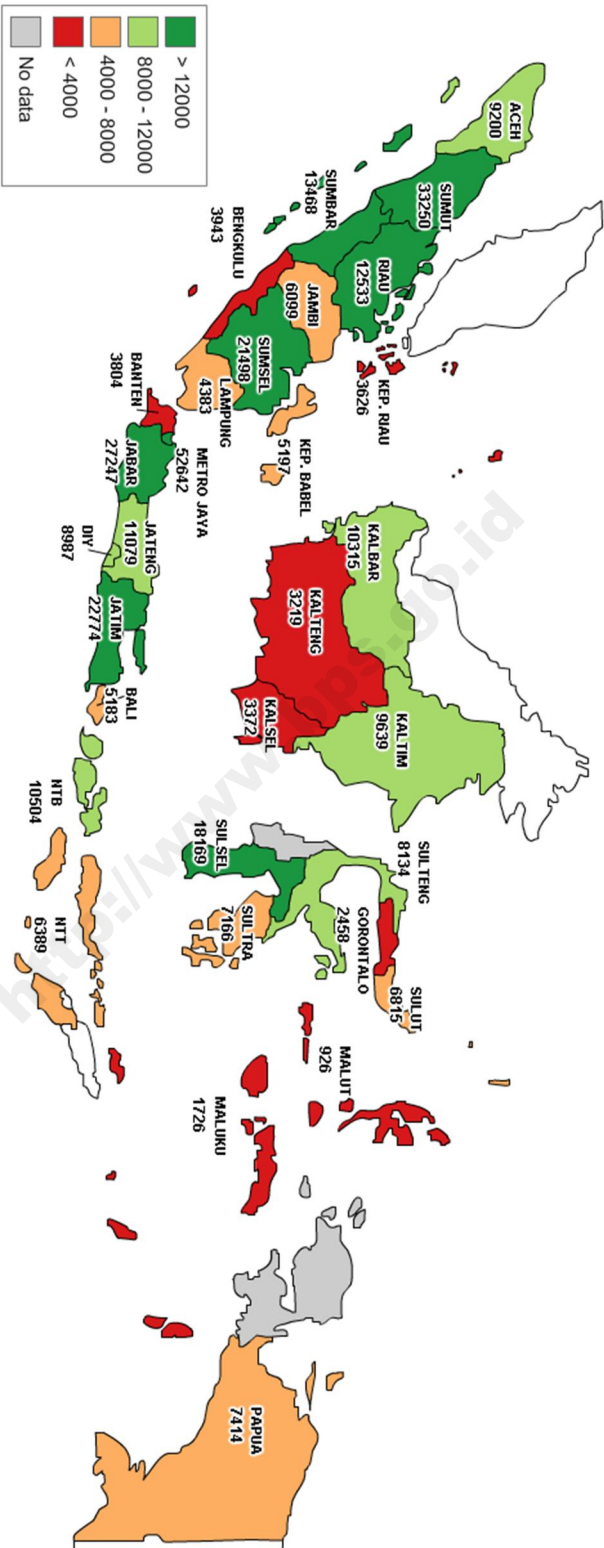 ACEH
9200
SUMUT
33250
SUMBAR
13468
RIAU
12533
KEP. RIAU
3626
JAMBI
6099
BENGKULU
3943
SUMSEL
21498
KEP. BABEL
5197
LAMPUNG
4383
BANTEN
3804
METRO JAYA
52642
JABAR
27247
JATENG
11079
DIY
8987
JATIM
22774
BALI
5183
NTB
10504
NTT
6389
KALBAR
10315
KALTENG
3219
KALSEL
3372
KALTIM
9639
SULTENG
8134
GORONTALO
2458
SULUT
6815
SULSEL
18169
SULTRA
7166
MALUT
926
MALUKU
1726
PAPUA
7414
> 12000
8000 - 12000
4000 - 8000
< 4000
No data
http://www.bps.go.id